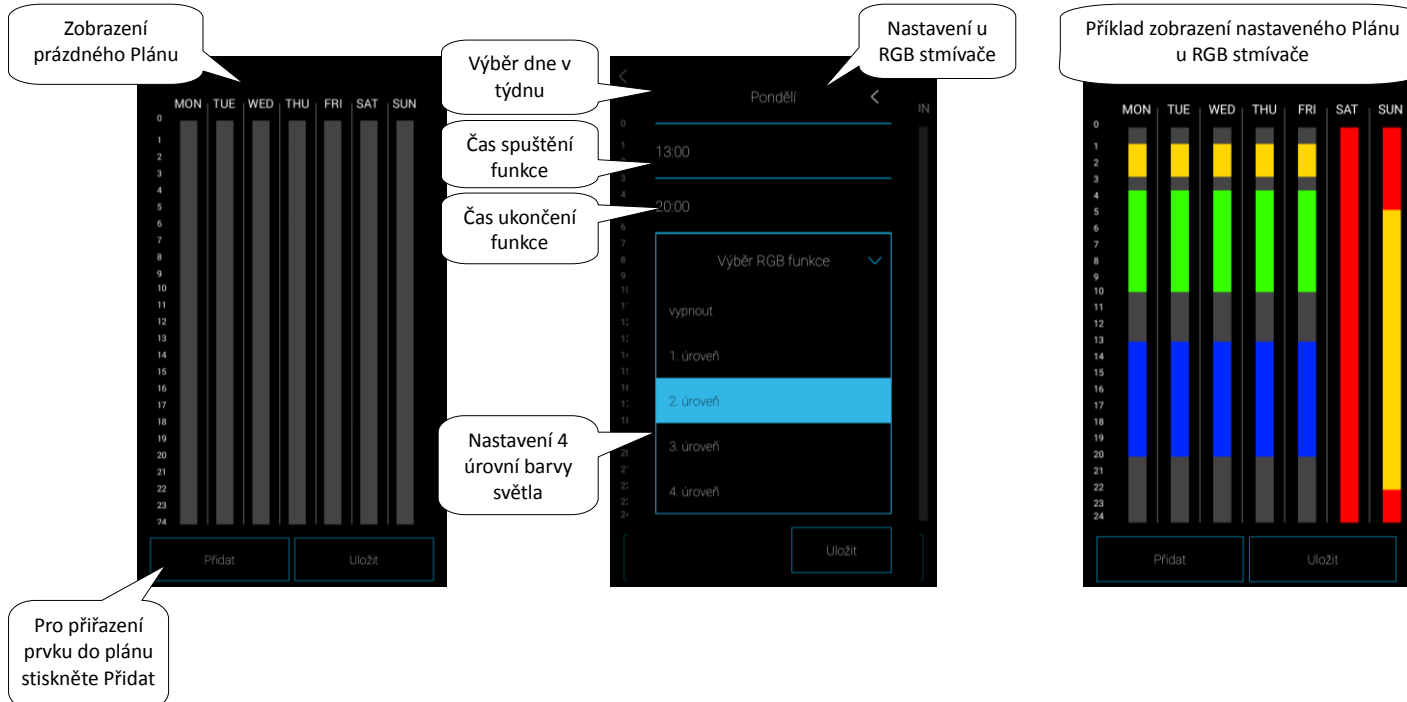 Zobrazení
prázdného Plánu
MON TUE WED THU FRI SAT SUN
0
1
2
3
4
5
6
7
8
9
10
11
12
13
14
15
16
17
18
19
20
21
22
23
24
Přidat
Uložit
Pro přiřazení
prvku do plánu
stiskněte Přidat
Výběr dne v
týdnu
Čas spuštění
funkce
Čas ukončení
funkce
Nastavení 4
úrovní barvy
světla
Nastavení u
RGB stmívače
Pondělí
13:00
20:00
Výběr RGB funkce
vypnout
1. úroveň
2. úroveň
3. úroveň
4. úroveň
Uložit
Příklad zobrazení nastaveného Plánu
u RGB stmívače
MON TUE WED THU FRI SAT SUN
0
1
2
3
4
5
6
7
8
9
10
11
12
13
14
15
16
17
18
19
20
21
22
23
24
Přidat
Uložit